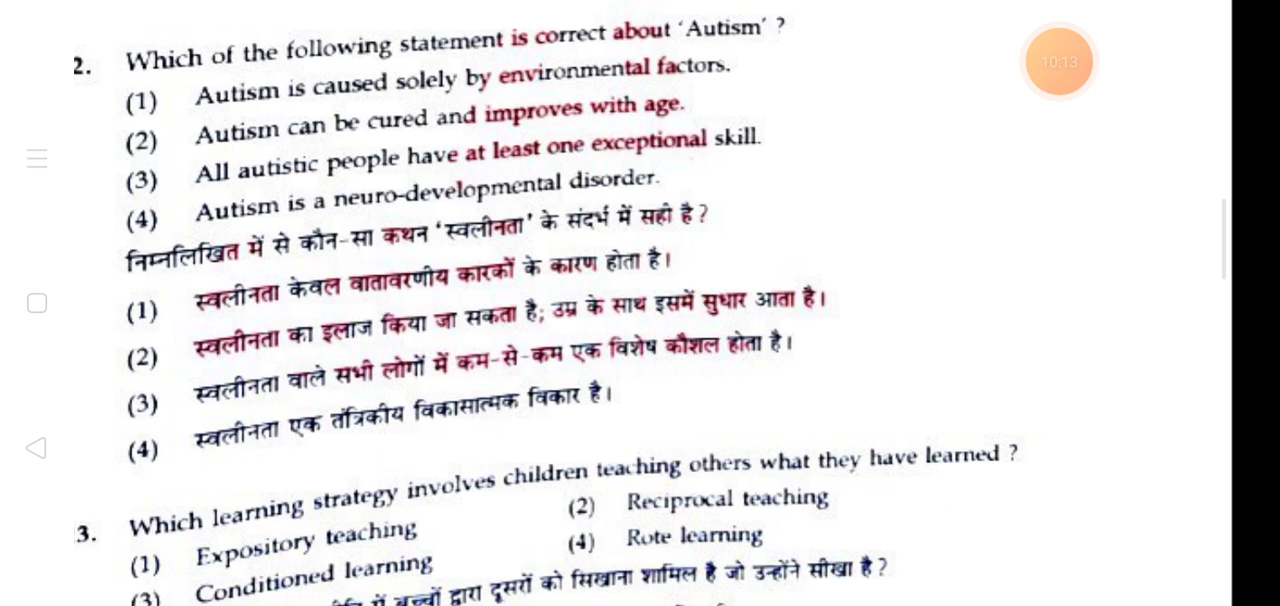 2. Which of the following statement is correct about 'Autism' ?
(1) Autism is caused solely by environmental factors.
(2) Autism can be cured and improves with age.
(3) All autistic people have at least one exceptional skill.
(4) Autism is a neuro-developmental disorder.
निम्नलिखित में से कौन-सा कथन 'स्वलीनता' के संदर्भ में सही है ?
(1) स्वलीनता केवल वातावरणीय कारकों के कारण होता है।
(2) स्वलीनता का इलाज किया जा सकता है; उम्र के साथ इसमें सुधार आता है।
(3) स्वलीनता वाले सभी लोगों में कम-से-कम एक विशेष कौशल होता है।
(4) स्वलीनता एक तंत्रिकीय विकासात्मक विकार है।
3. Which learning strategy involves children teaching others what they have learned ?
(1) Expository teaching (2) Reciprocal teaching
(3) Conditioned learning (4) Rote learning
में बच्चों द्वारा दूसरों को सिखाना शामिल है जो उन्होंने सीखा है ?
10:13